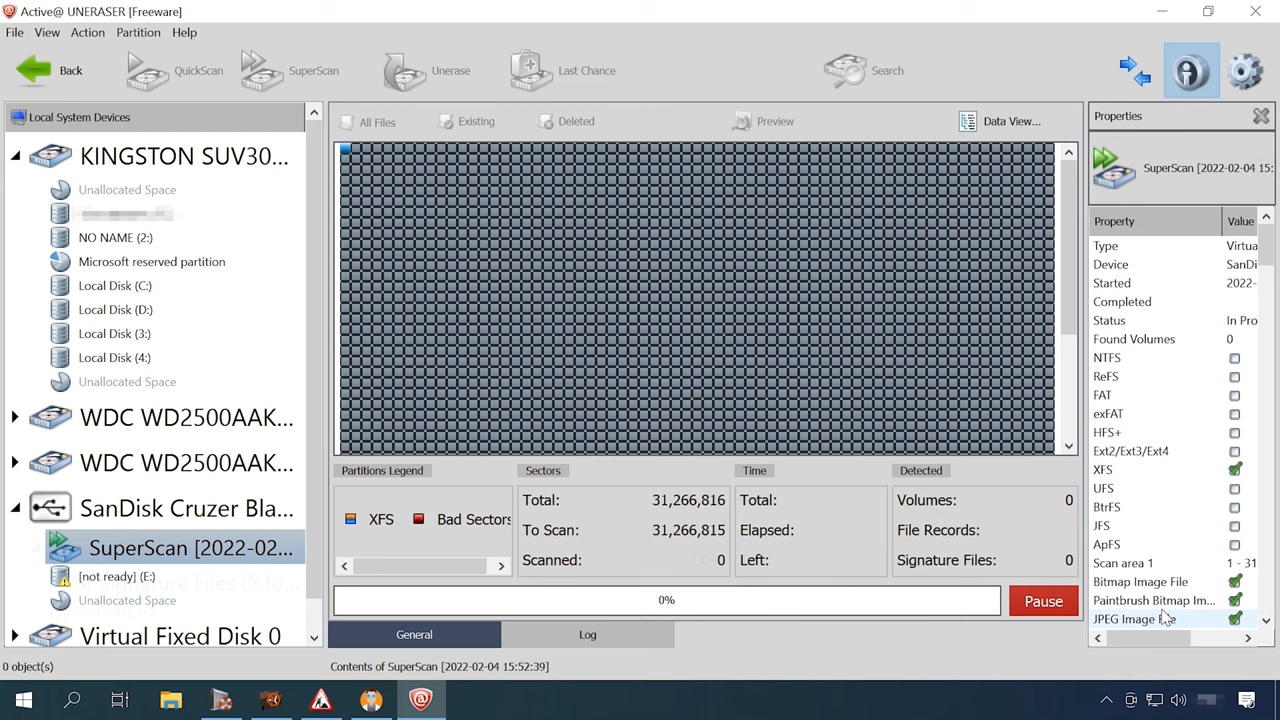 Active@ UNERASER [Freeware]
File View Action Partition Help
Back QuickScan SuperScan Unerase Last Chance Search
Local System Devices
KINGSTON SUV30...
Unallocated Space
NO NAME (2:)
Microsoft reserved partition
Local Disk (C:)
Local Disk (D:)
Local Disk (3:)
Local Disk (4:)
Unallocated Space
WDC WD2500AAK...
WDC WD2500AAK...
SanDisk Cruzer Bla...
SuperScan [2022-02...
[not ready] (E:)
Unallocated Space
Virtual Fixed Disk 0
All Files Existing Deleted Preview Data View...
Partitions Legend
XFS Bad Sectors
Sectors
Total: 31,266,816
To Scan: 31,266,815
Scanned: 0
Time
Total:
Elapsed:
Left:
Detected
Volumes: 0
File Records:
Signature Files: 0
0% Pause
General Log
Properties
SuperScan [2022-02-04 15:
Property Value
Type Virtua
Device SanDi
Started 2022-
Completed
Status In Pro
Found Volumes 0
NTFS
ReFS
FAT
exFAT
HFS+
Ext2/Ext3/Ext4
XFS
UFS
BtrFS
JFS
ApFS
Scan area 1 1 - 31
Bitmap Image File
Paintbrush Bitmap Im...
JPEG Image
0 object(s) Contents of SuperScan [2022-02-04 15:52:39]